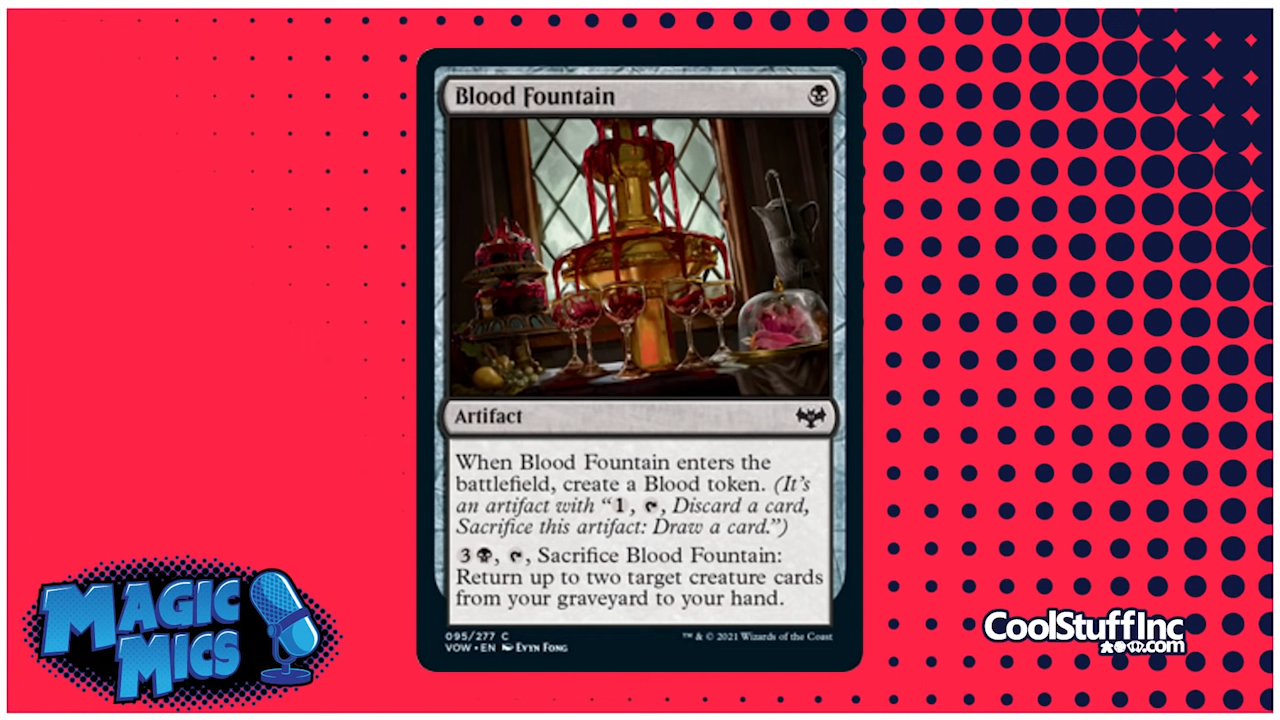 Blood Fountain
Artifact
When Blood Fountain enters the
battlefield, create a Blood token. (It's
an artifact with “1, , Discard a card,
Sacrifice this artifact: Draw a card.”)
3, , Sacrifice Blood Fountain:
Return up to two target creature cards
from your graveyard to your hand.
095/277 C
VOW • EN Evyn Fong
™ & © 2021 Wizards of the Coast
MAGIC
MICS
CoolStuffInc
.com